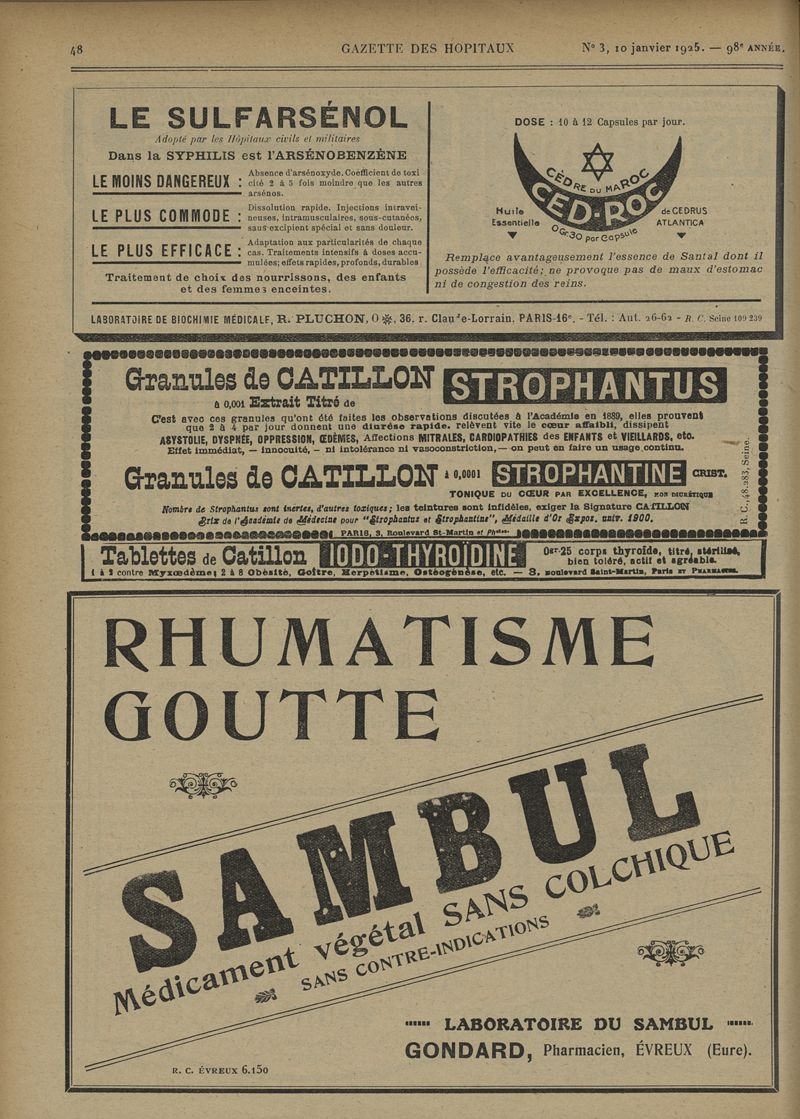 48
GAZETTE DES HOPITAUX
N° 3, 10 janvier 1925. — 98e ANNÉE.
LE SULFARSÉNOL
Adopté par les Hôpitaux civils et militaires
Dans la SYPHILIS est l'ARSÉNOBENZÈNE
LE MOINS DANGEREUX :
Absence d'arsénoxyde. Coefficient de toxi
cité 2 à 5 fois moindre que les autres
arsénos.
LE PLUS COMMODE :
Dissolution rapide. Injections intravei-
neuses, intramusculaires, sous-cutanées,
sans excipient spécial et sans douleur.
LE PLUS EFFICACE :
Adaptation aux particularités de chaque
cas. Traitements intensifs à doses accu-
mulées; effets rapides, profonds, durables
Traitement de choix des nourrissons, des enfants
et des femmes enceintes.
DOSE : 10 à 12 Capsules par jour.
CÈDRE DU MAROC
CED-ROC
Huile
Essentielle
de CEDRUS
ATLANTICA
0Gr30 par Capsule
Remplace avantageusement l'essence de Santal dont il
possède l'efficacité; ne provoque pas de maux d'estomac
ni de congestion des reins.
LABORATOIRE DE BIOCHIMIE MÉDICALE, R. PLUCHON, O ✻, 36, r. Claude-Lorrain, PARIS-16e. - Tél. : Aut. 26-62 - R. C. Seine 109 239
Granules de CATILLON STROPHANTUS
à 0,001 Extrait Titré de
C'est avec ces granules qu'ont été faites les observations discutées à l'Académie en 1889, elles prouvent
que 2 à 4 par jour donnent une diurèse rapide, relèvent vite le cœur affaibli, dissipent
ASYSTOLIE, DYSPNÉE, OPPRESSION, ŒDÈMES, Affections MITRALES, CARDIOPATHIES des ENFANTS et VIEILLARDS, etc.
Effet immédiat, — innocuité, — ni intolérance ni vasoconstriction, — on peut en faire un usage continu.
Granules de CATILLON à 0,0001 STROPHANTINE CRIST.
TONIQUE DU CŒUR PAR EXCELLENCE, NON DIURÉTIQUE
Nombre de Strophantus sont inertes, d'autres toxiques; les teintures sont infidèles, exiger la Signature CATILLON
Prix de l'Académie de Médecine pour "Strophantus et Strophantine", Médaille d'Or Expos. univ. 1900.
PARIS, 3, Boulevard St-Martin et Phies.
R. C., 48.283, Seine.
Tablettes de Catillon IODO-THYROÏDINE
0gr.25 corps thyroïde, titré, stérilisé,
bien toléré, actif et agréable.
1 à 2 contre Myxœdème; 2 à 8 Obésité, Goître, Herpétisme, Ostéogénèse, etc. — 3, Boulevard Saint-Martin, Paris ET PHARMACIES.
RHUMATISME
GOUTTE
SAMBUL
Médicament végétal SANS COLCHIQUE
SANS CONTRE-INDICATIONS
LABORATOIRE DU SAMBUL
GONDARD, Pharmacien, ÉVREUX (Eure).
R. C. ÉVREUX 6.150